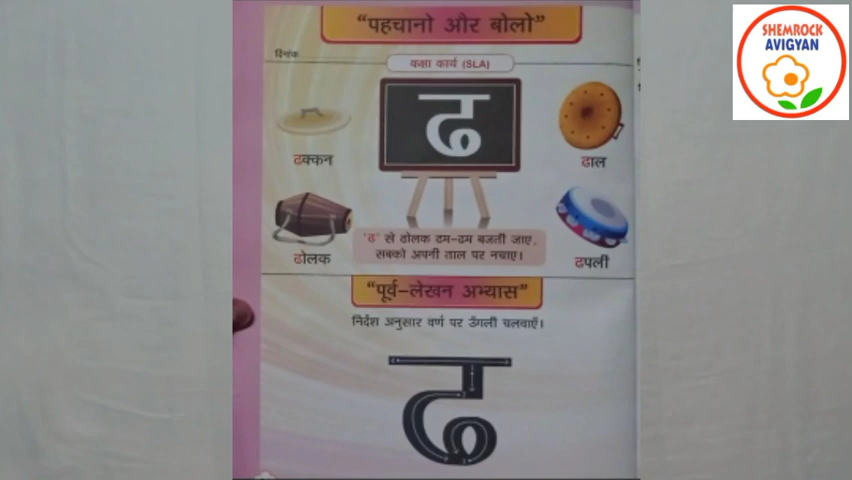 SHEMROCK
AVIGYAN
“पहचानो और बोलो”
दिनांक
कक्षा कार्य (SLA)
ढ
ढक्कन
ढाल
ढोलक
ढपली
'ढ' से ढोलक ढम-ढम बजती जाए,
सबको अपनी ताल पर नचाए।
“पूर्व-लेखन अभ्यास”
निर्देश अनुसार वर्ण पर उँगली चलवाएँ।
ढ